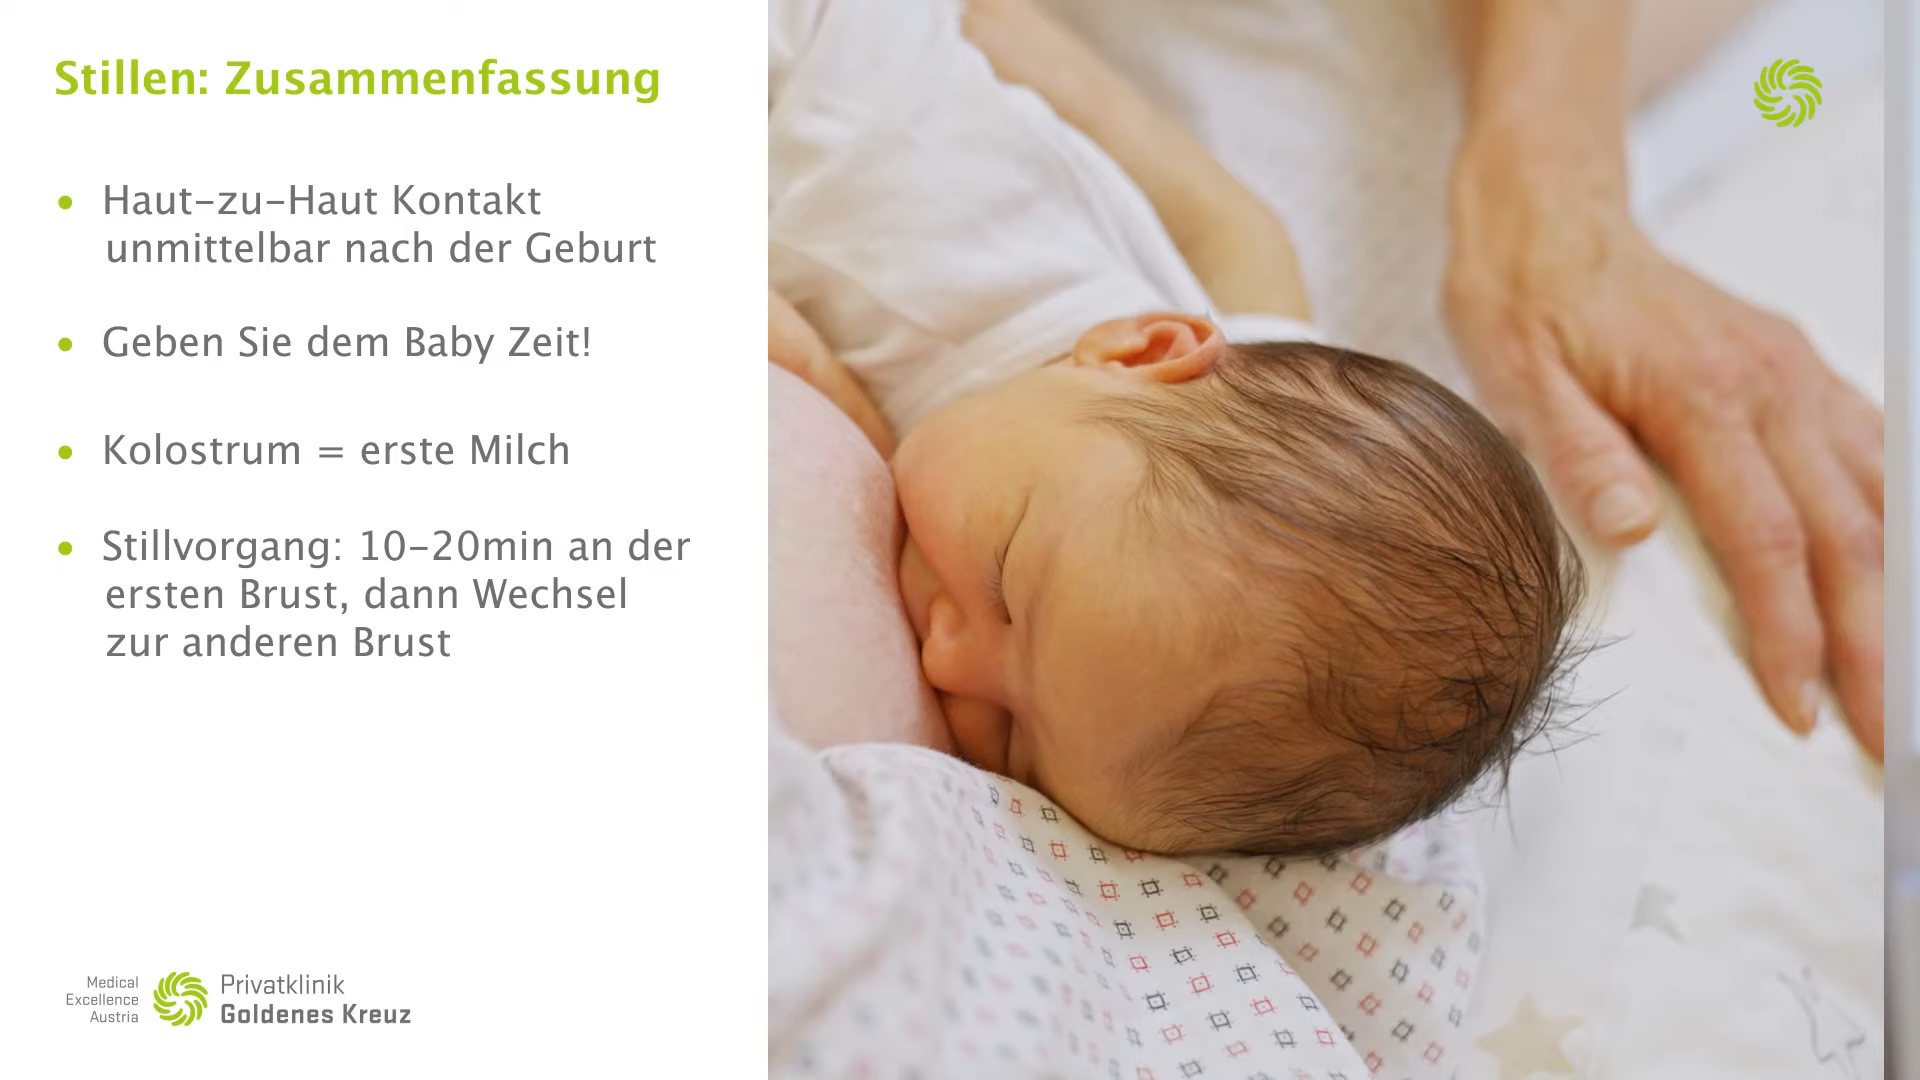 Stillen: Zusammenfassung
• Haut-zu-Haut Kontakt
unmittelbar nach der Geburt
• Geben Sie dem Baby Zeit!
• Kolostrum = erste Milch
• Stillvorgang: 10-20min an der
ersten Brust, dann Wechsel
zur anderen Brust
Medical
Excellence
Austria
Privatklinik
Goldenes Kreuz